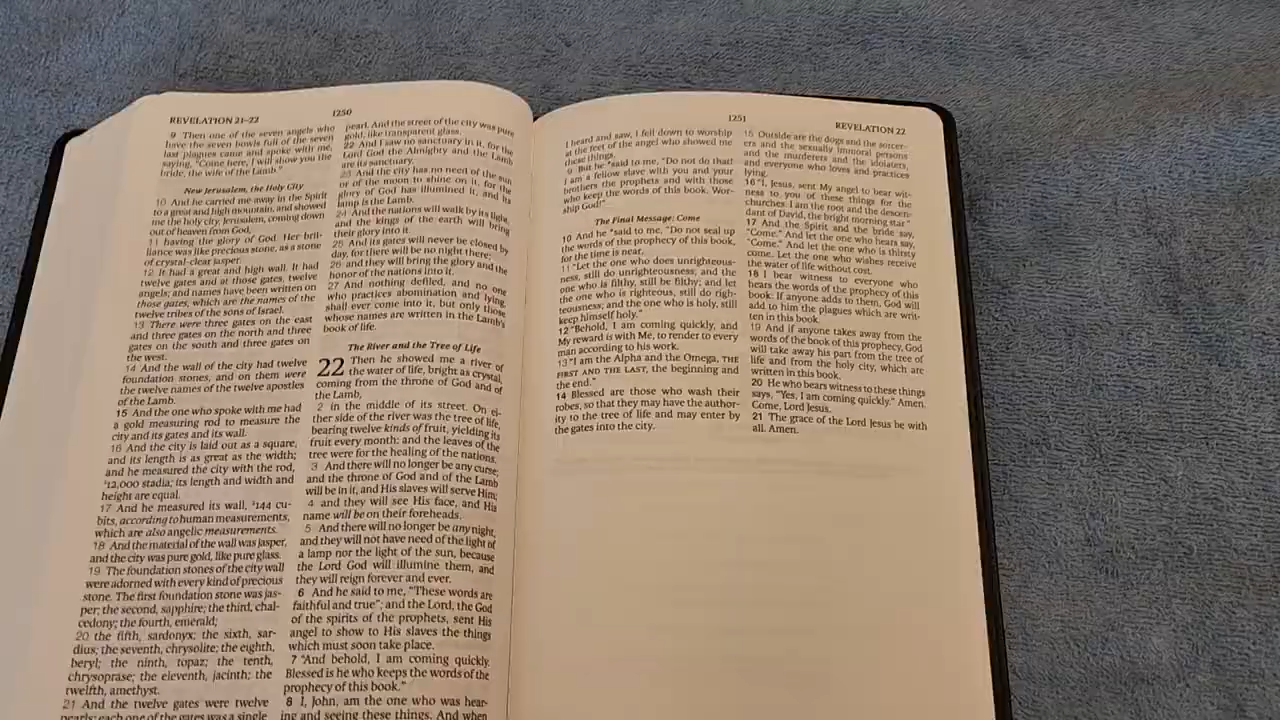 REVELATION 21–22
1250
9 Then one of the seven angels who
have the seven bowls full of the seven
last plagues came and spoke with me,
saying, "Come here, I will show you the
bride, the wife of the Lamb."
New Jerusalem, the Holy City
10 And he carried me away in the Spirit
to a great and high mountain, and showed
me the holy city, Jerusalem, coming down
out of heaven from God,
11 having the glory of God. Her bril-
liance was like precious stone, as a stone
of crystal-clear jasper.
12 It had a great and high wall. It had
twelve gates and at those gates, twelve
angels; and names have been written on
those gates, which are the names of the
twelve tribes of the sons of Israel.
13 There were three gates on the east
and three gates on the north and three
gates on the south and three gates on
the west.
14 And the wall of the city had twelve
foundation stones, and on them were
the twelve names of the twelve apostles
of the Lamb.
15 And the one who spoke with me had
a gold measuring rod to measure the
city and its gates and its wall.
16 And the city is laid out as a square,
and its length is as great as the width;
and he measured the city with the rod,
12,000 stadia; its length and width and
height are equal.
17 And he measured its wall, 144 cu-
bits, according to human measurements,
which are also angelic measurements.
18 And the material of the wall was jasper,
and the city was pure gold, like pure glass.
19 The foundation stones of the city wall
were adorned with every kind of precious
stone. The first foundation stone was jas-
per; the second, sapphire; the third, chal-
cedony; the fourth, emerald;
20 the fifth, sardonyx; the sixth, sar-
dius; the seventh, chrysolite; the eighth,
beryl; the ninth, topaz; the tenth,
chrysoprase; the eleventh, jacinth; the
twelfth, amethyst.
21 And the twelve gates were twelve
pearls; each one of the gates was a single
pearl. And the street of the city was pure
gold, like transparent glass.
22 And I saw no sanctuary in it, for the
Lord God the Almighty and the Lamb
are its sanctuary.
23 And the city has no need of the sun
or of the moon to shine on it, for the
glory of God has illumined it, and its
lamp is the Lamb.
24 And the nations will walk by its light,
and the kings of the earth will bring
their glory into it.
25 And its gates will never be closed by
day, for there will be no night there;
26 and they will bring the glory and the
honor of the nations into it.
27 And nothing defiled, and no one
who practices abomination and lying,
shall ever come into it, but only those
whose names are written in the Lamb's
book of life.
The River and the Tree of Life
22 Then he showed me a river of
the water of life, bright as crystal,
coming from the throne of God and of
the Lamb,
2 in the middle of its street. On ei-
ther side of the river was the tree of life,
bearing twelve kinds of fruit, yielding its
fruit every month; and the leaves of the
tree were for the healing of the nations.
3 And there will no longer be any curse;
and the throne of God and of the Lamb
will be in it, and His slaves will serve Him;
4 and they will see His face, and His
name will be on their foreheads.
5 And there will no longer be any night,
and they will not have need of the light of
a lamp nor the light of the sun, because
the Lord God will illumine them, and
they will reign forever and ever.
6 And he said to me, "These words are
faithful and true"; and the Lord, the God
of the spirits of the prophets, sent His
angel to show to His slaves the things
which must soon take place.
7 "And behold, I am coming quickly.
Blessed is he who keeps the words of the
prophecy of this book."
8 I, John, am the one who was hear-
ing and seeing these things. And when
1251
REVELATION 22
I heard and saw, I fell down to worship
at the feet of the angel who showed me
these things.
9 But he *said to me, "Do not do that!
I am a fellow slave with you and your
brothers the prophets and with those
who keep the words of this book. Wor-
ship God!"
The Final Message: Come
10 And he *said to me, "Do not seal up
the words of the prophecy of this book,
for the time is near.
11 "Let the one who does unrighteous-
ness, still do unrighteousness; and the
one who is filthy, still be filthy; and let
the one who is righteous, still do righ-
teousness; and the one who is holy, still
keep himself holy."
12 "Behold, I am coming quickly, and
My reward is with Me, to render to every
man according to his work.
13 "I am the Alpha and the Omega, THE
FIRST AND THE LAST, the beginning and
the end."
14 Blessed are those who wash their
robes, so that they may have the author-
ity to the tree of life and may enter by
the gates into the city.
15 Outside are the dogs and the sorcer-
ers and the sexually immoral persons
and the murderers and the idolaters,
and everyone who loves and practices
lying.
16 "I, Jesus, sent My angel to bear wit-
ness to you of these things for the
churches. I am the root and the descen-
dant of David, the bright morning star."
17 And the Spirit and the bride say,
"Come." And let the one who hears say,
"Come." And let the one who is thirsty
come. Let the one who wishes receive
the water of life without cost.
18 I bear witness to everyone who
hears the words of the prophecy of this
book: If anyone adds to them, God will
add to him the plagues which are writ-
ten in this book.
19 And if anyone takes away from the
words of the book of this prophecy, God
will take away his part from the tree of
life and from the holy city, which are
written in this book.
20 He who bears witness to these things
says, "Yes, I am coming quickly." Amen.
Come, Lord Jesus.
21 The grace of the Lord Jesus be with
all. Amen.